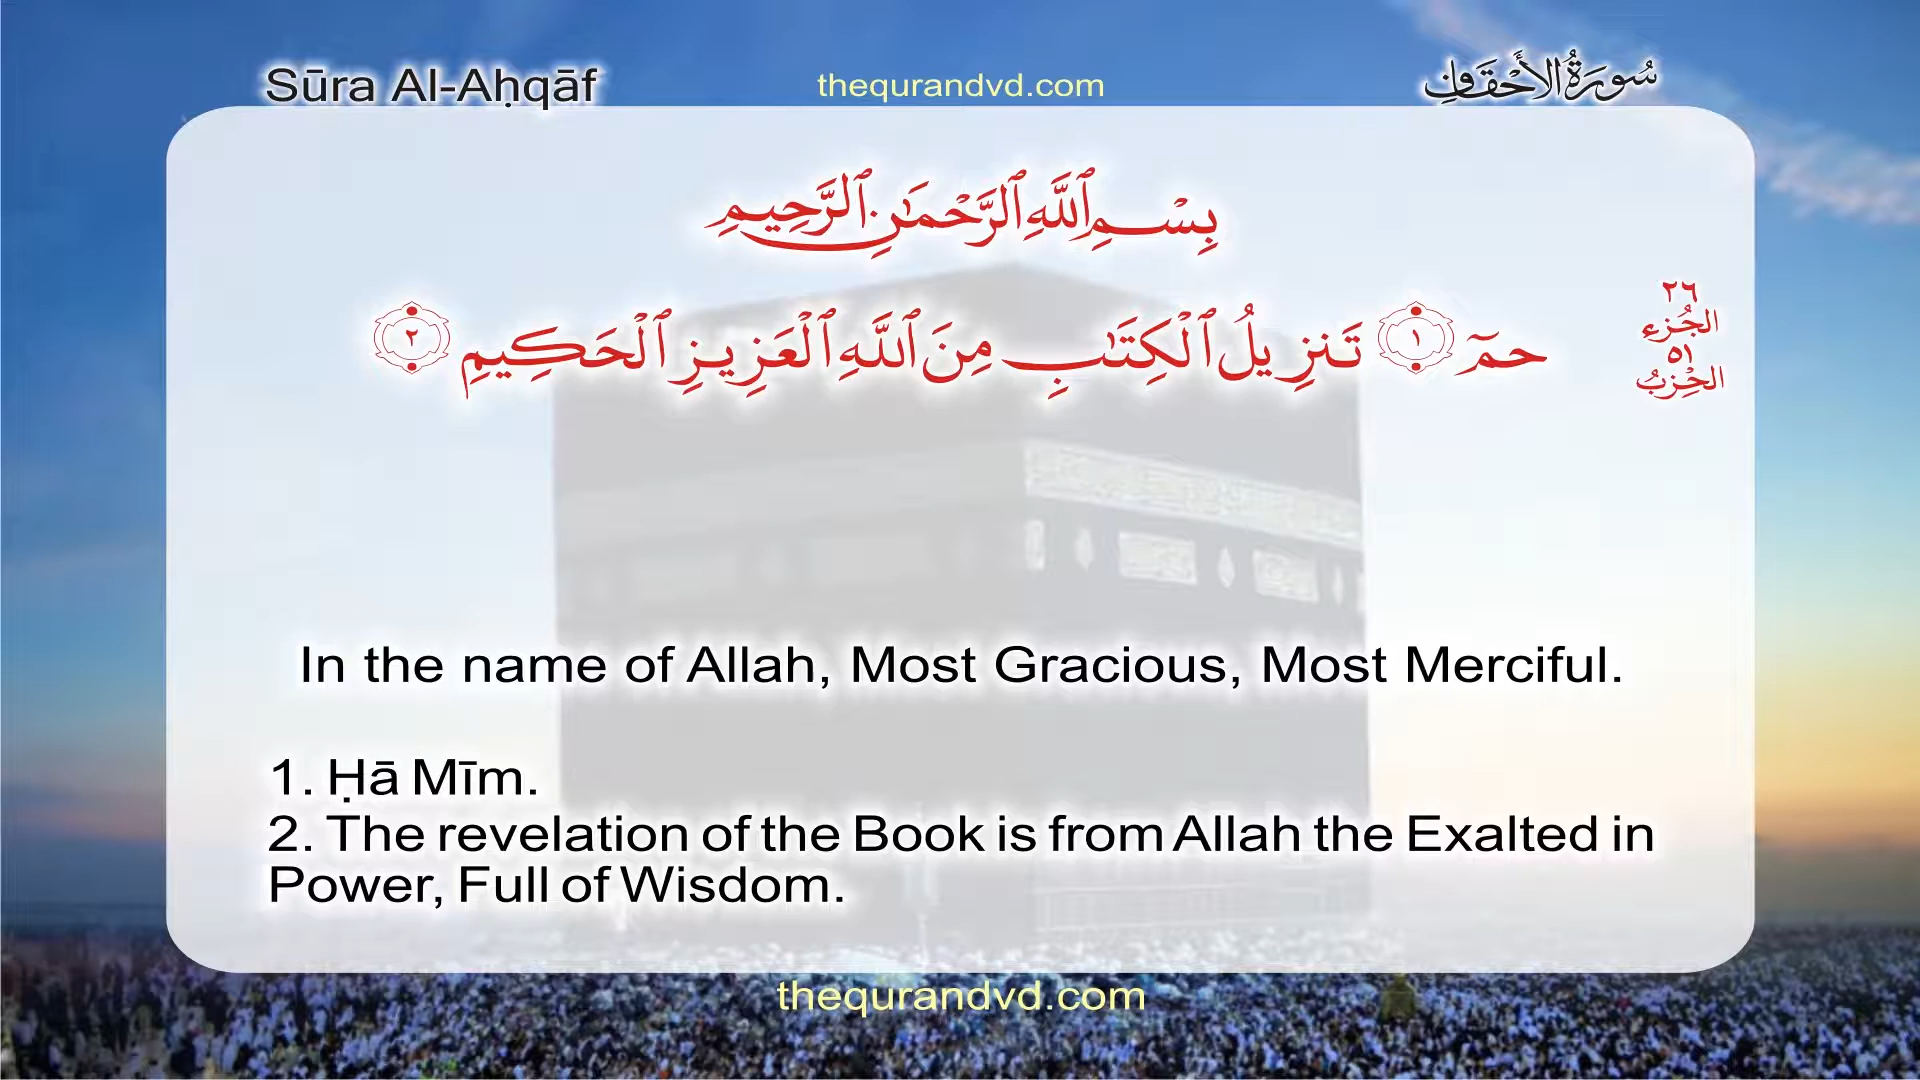 Sūra Al-Aḥqāf
thequrandvd.com
سُورَةُ الأَحْقَافِ
بِسْمِ ٱللَّهِ ٱلرَّحْمَٰنِ ٱلرَّحِيمِ
حمٓ ١ تَنزِيلُ ٱلْكِتَٰبِ مِنَ ٱللَّهِ ٱلْعَزِيزِ ٱلْحَكِيمِ ٢
٢٦
الجُزء
٥١
الحِزْبُ
In the name of Allah, Most Gracious, Most Merciful.
1. Ḥā Mīm.
2. The revelation of the Book is from Allah the Exalted in
Power, Full of Wisdom.
thequrandvd.com